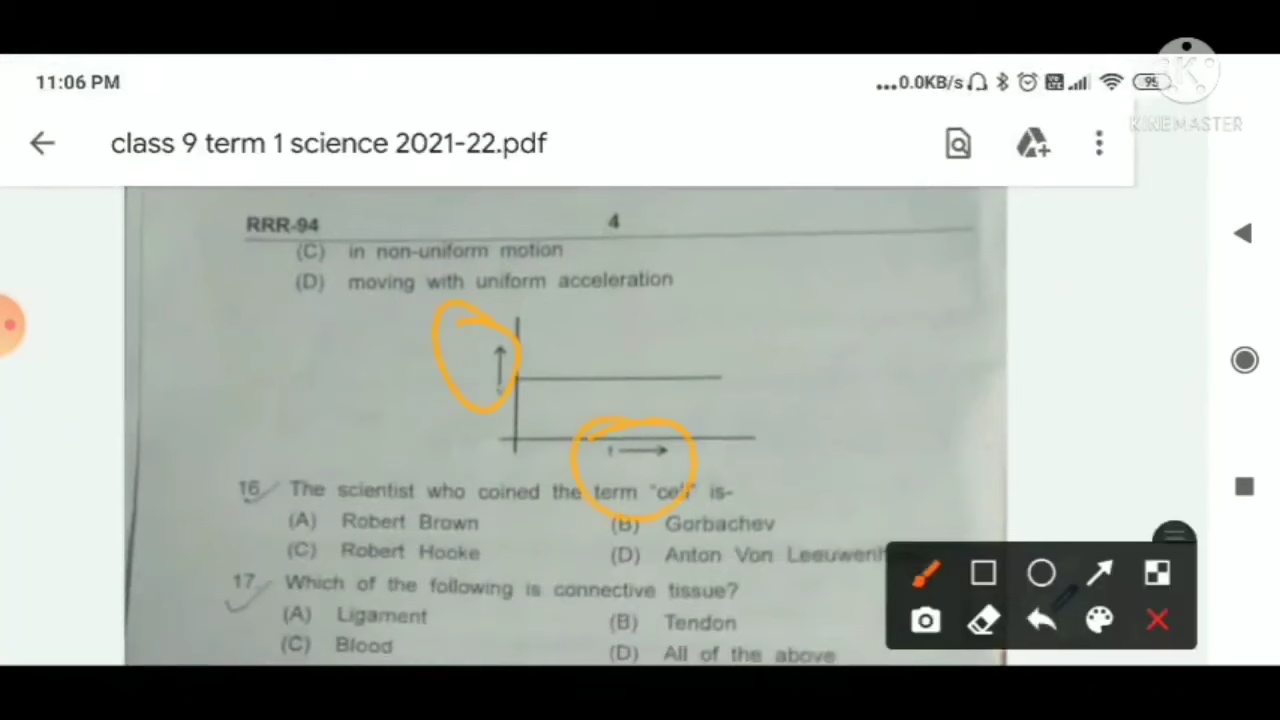 11:06 PM
...0.0KB/s
95
KINEMASTER
class 9 term 1 science 2021-22.pdf
RRR-94 4
(C) in non-uniform motion
(D) moving with uniform acceleration
t
16. The scientist who coined the term "cell" is-
(A) Robert Brown (B) Gorbachev
(C) Robert Hooke (D) Anton Von
17. Which of the following is connective tissue?
(A) Ligament (B) Tendon
(C) Blood (D) All of the above